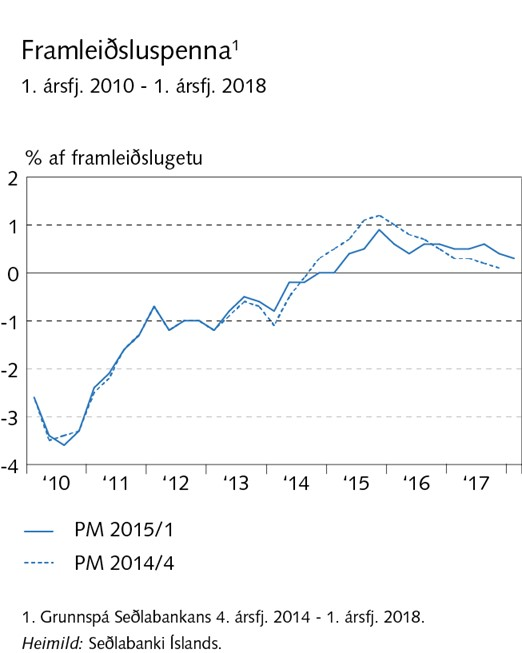 Framleiðsluspenna¹
1. ársfj. 2010 - 1. ársfj. 2018
% af framleiðslugetu
2
1
0
-1
-2
-3
-4
‘10 ‘11 ‘12 ‘13 ‘14 ‘15 ‘16 ‘17
PM 2015/1
PM 2014/4
1. Grunnspá Seðlabankans 4. ársfj. 2014 - 1. ársfj. 2018.
Heimild: Seðlabanki Íslands.